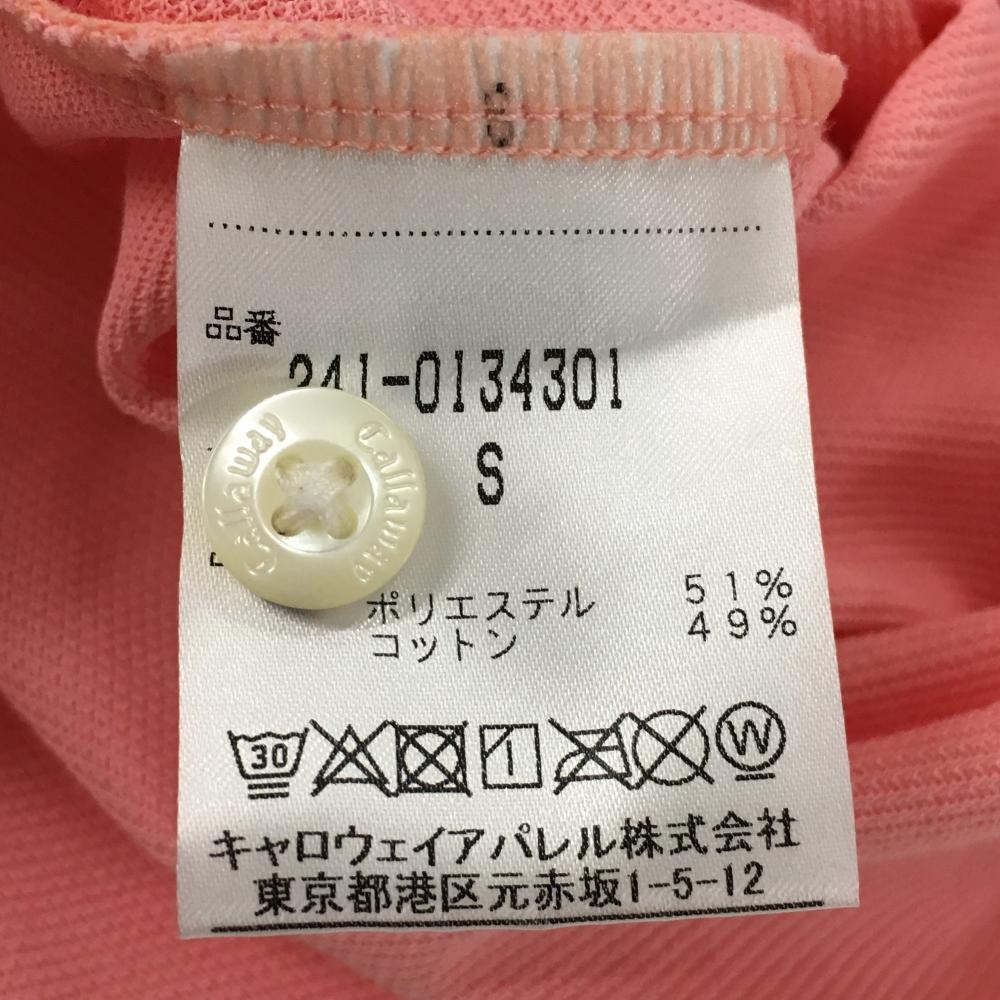 品番
241-0134301
S
Callaway Callaway
ポリエステル 51%
コットン 49%
30 W
キャロウェイアパレル株式会社
東京都港区元赤坂1-5-12